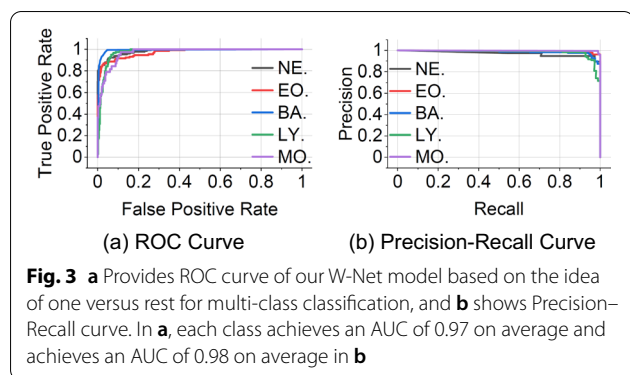 True Positive Rate
1
0.8
0.6
0.4
0.2
0
NE.
EO.
BA.
LY.
MO.
0 0.2 0.4 0.6 0.8 1
False Positive Rate
(a) ROC Curve
Precision
1
0.8
0.6
0.4
0.2
0
NE.
EO.
BA.
LY.
MO.
0 0.2 0.4 0.6 0.8 1
Recall
(b) Precision-Recall Curve
Fig. 3 a Provides ROC curve of our W-Net model based on the idea
of one versus rest for multi-class classification, and b shows Precision–
Recall curve. In a, each class achieves an AUC of 0.97 on average and
achieves an AUC of 0.98 on average in b